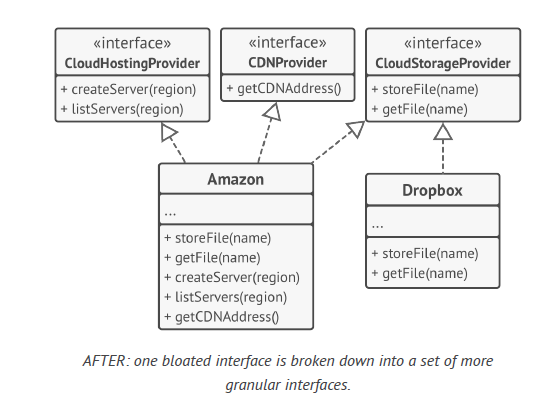 «interface»
CloudHostingProvider
+ createServer(region)
+ listServers(region)
«interface»
CDNProvider
+ getCDNAddress()
«interface»
CloudStorageProvider
+ storeFile(name)
+ getFile(name)
Amazon
...
+ storeFile(name)
+ getFile(name)
+ createServer(region)
+ listServers(region)
+ getCDNAddress()
Dropbox
...
+ storeFile(name)
+ getFile(name)
AFTER: one bloated interface is broken down into a set of more
granular interfaces.